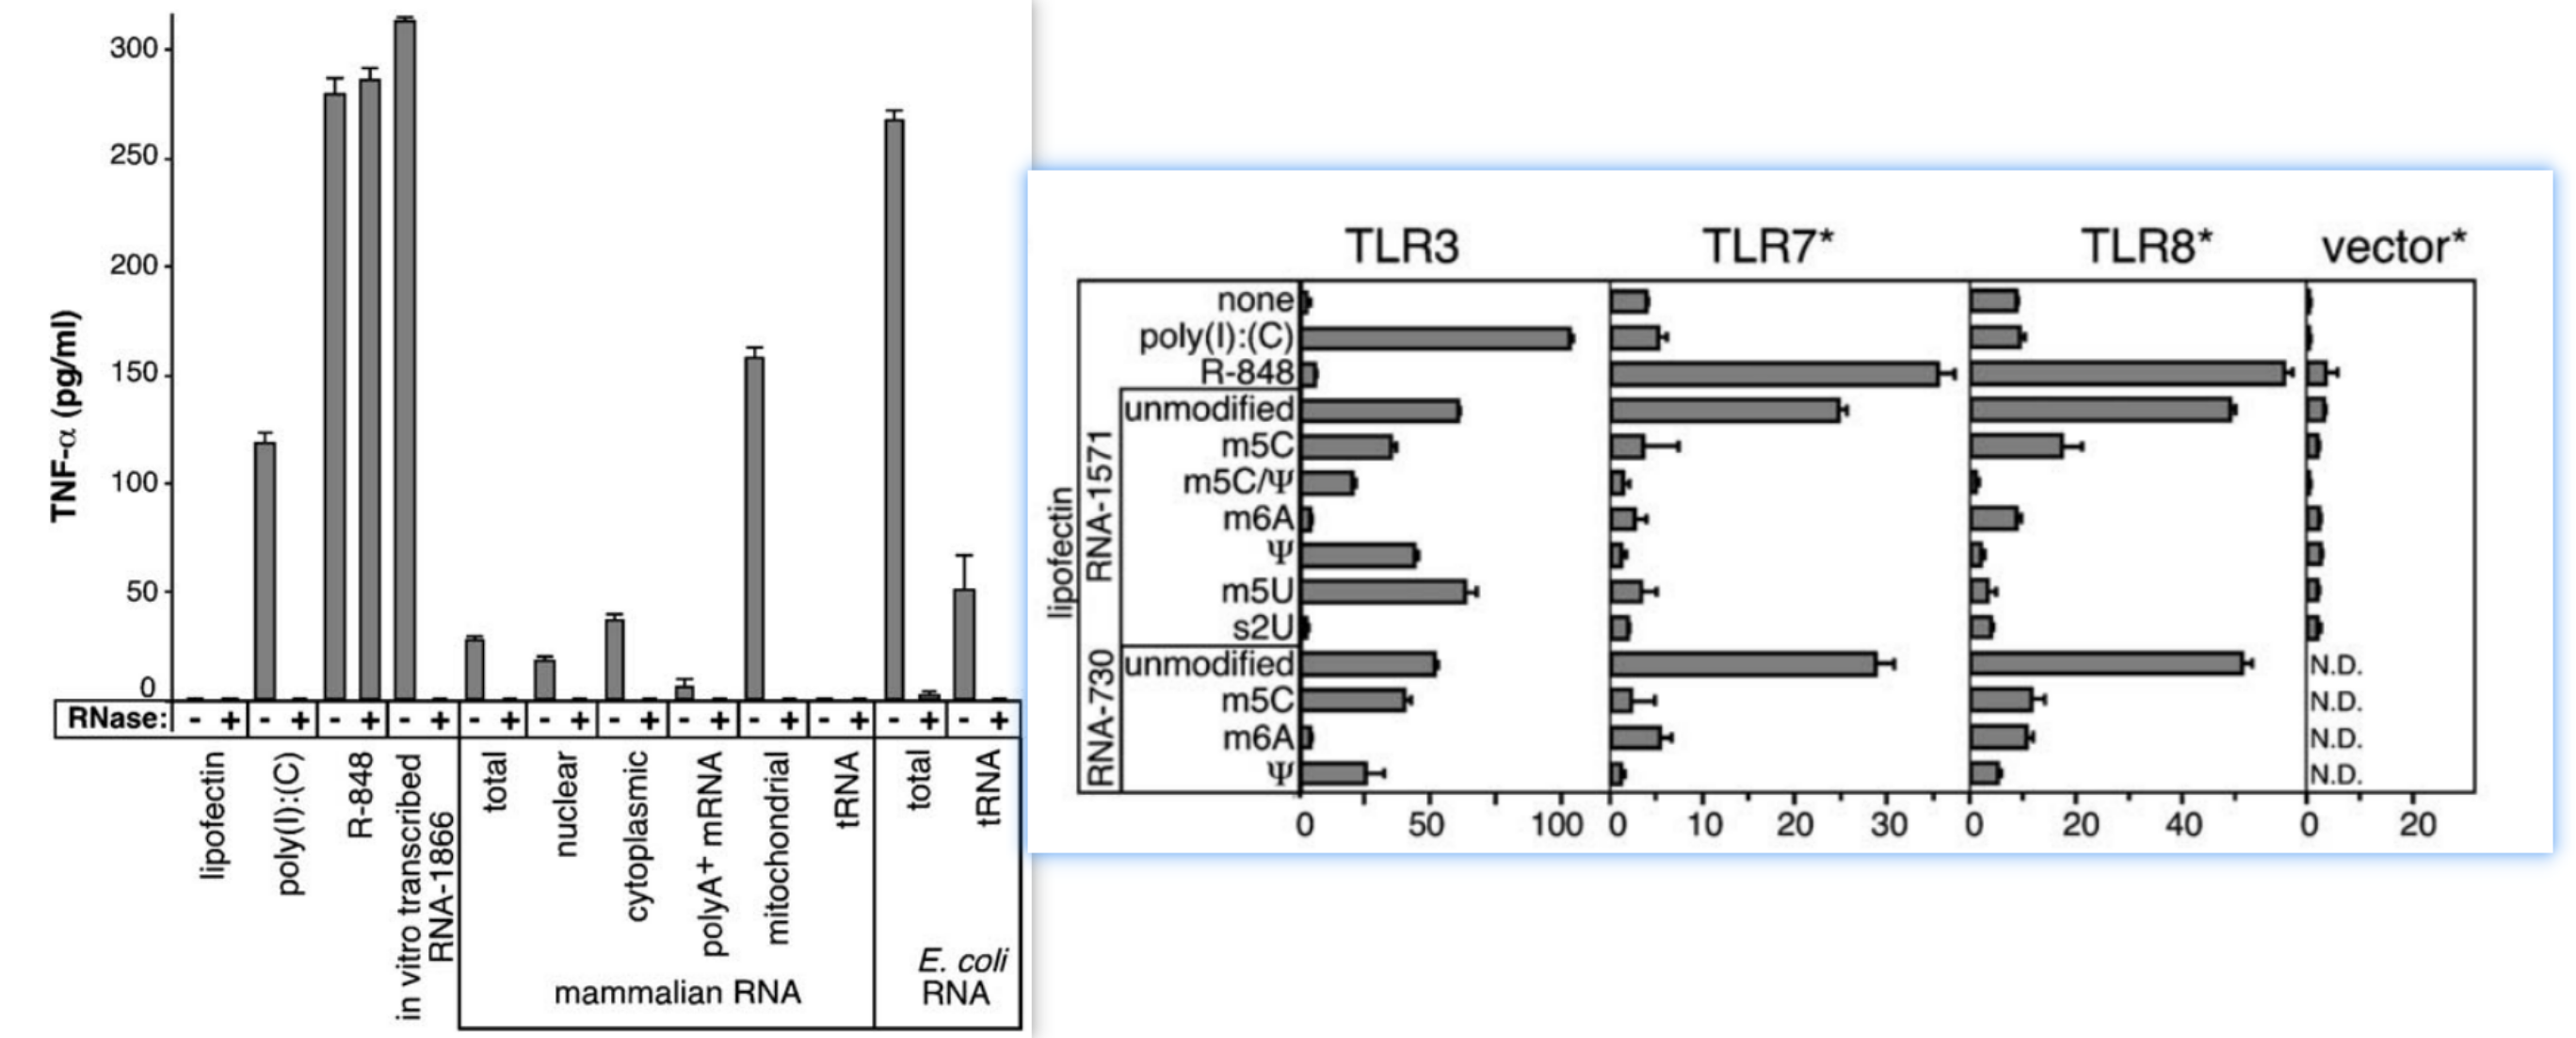 TNF-α (pg/ml)
300
250
200
150
100
50
0
RNase: - + - + - + - + - + - + - + - + - + - + - + - +
lipofectin
poly(I):(C)
R-848
in vitro transcribed
RNA-1866
total
nuclear
cytoplasmic
polyA+ mRNA
mitochondrial
tRNA
total
tRNA
mammalian RNA
E. coli
RNA
TLR3 TLR7* TLR8* vector*
lipofectin
none
poly(I):(C)
R-848
RNA-1571
unmodified
m5C
m5C/Ψ
m6A
Ψ
m5U
s2U
RNA-730
unmodified N.D.
m5C N.D.
m6A N.D.
Ψ N.D.
0 50 100 0 10 20 30 0 20 40 0 20